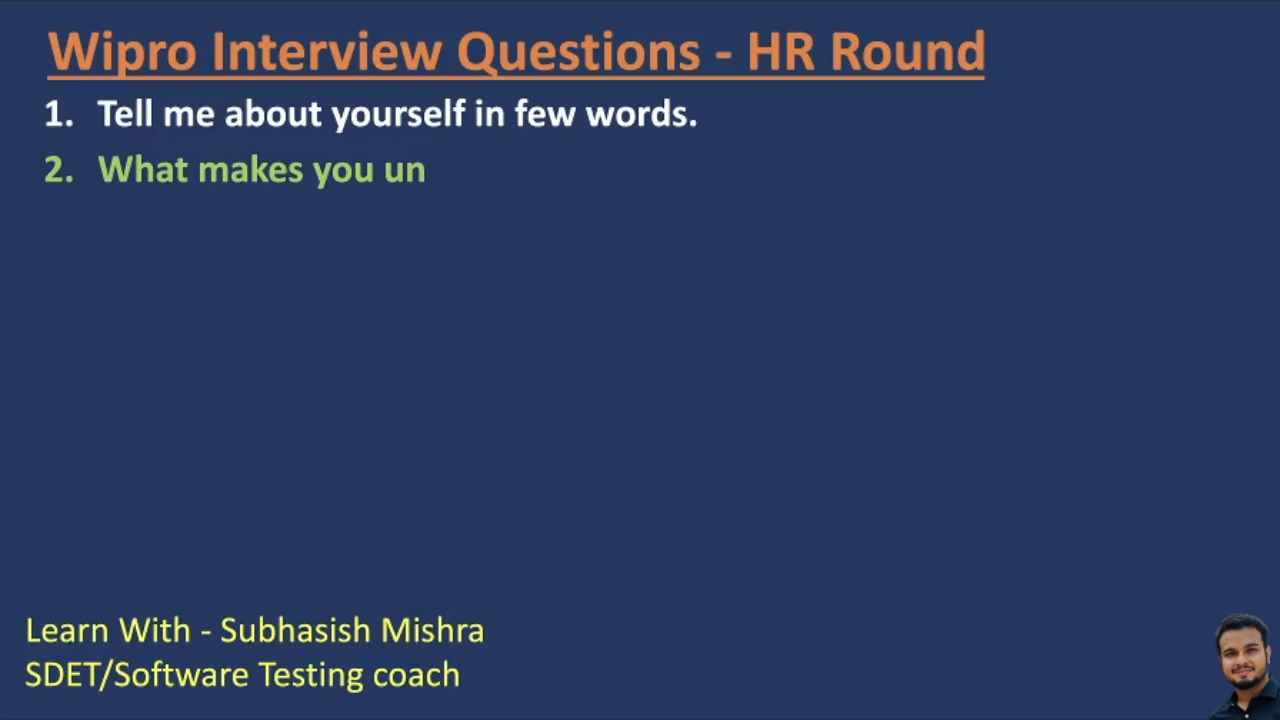 Wipro Interview Questions - HR Round
1. Tell me about yourself in few words.
2. What makes you un
Learn With - Subhasish Mishra
SDET/Software Testing coach